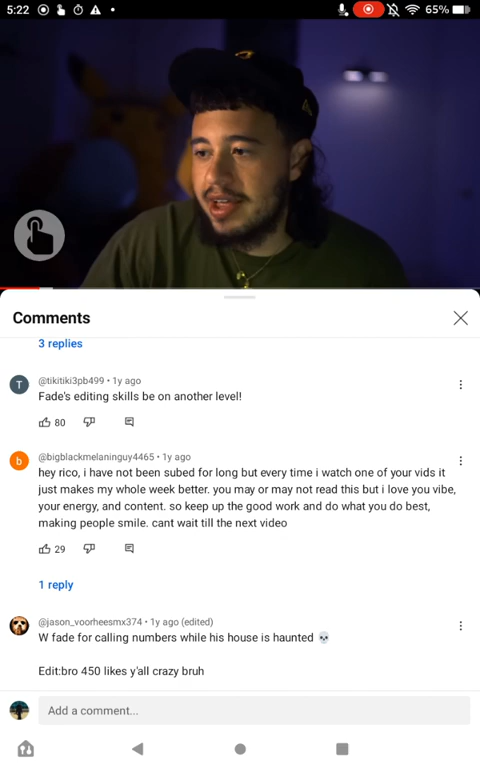 5:22
65%
Comments
3 replies
T
@tikitiki3pb499 • 1y ago
Fade's editing skills be on another level!
80
b
@bigblackmelaninguy4465 • 1y ago
hey rico, i have not been subed for long but every time i watch one of your vids it
just makes my whole week better. you may or may not read this but i love you vibe,
your energy, and content. so keep up the good work and do what you do best,
making people smile. cant wait till the next video
29
1 reply
@jason_voorheesmx374 • 1y ago (edited)
W fade for calling numbers while his house is haunted 💀
Edit:bro 450 likes y'all crazy bruh
Add a comment...